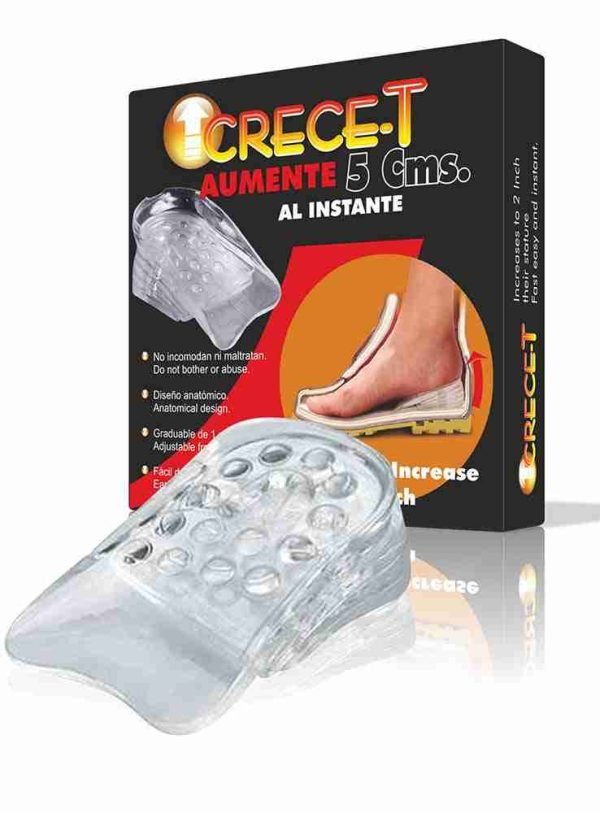 CRECE-T
AUMENTE 5 Cms.
AL INSTANTE
No incomodan ni maltratan.
Do not bother or abuse.
Diseño anatómico.
Anatomical design.
Graduable de 1
Adjustable
Fácil
Increase
Increases to 2 Inch
their stature
Fast easy and instant.
CRECE-T